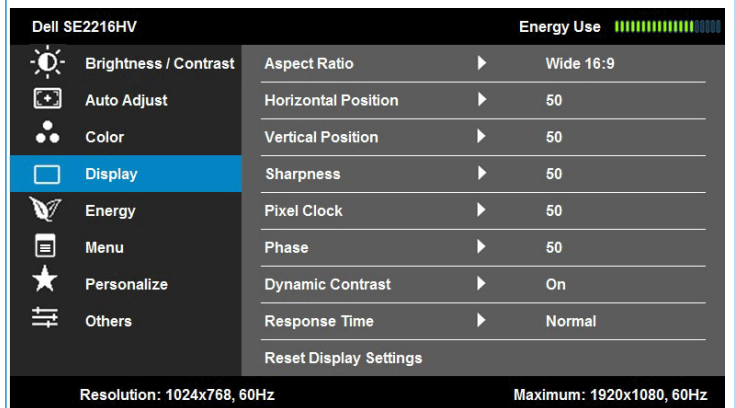 Dell SE2216HV Energy Use
Brightness / Contrast Aspect Ratio Wide 16:9
Auto Adjust Horizontal Position 50
Color Vertical Position 50
Display Sharpness 50
Energy Pixel Clock 50
Menu Phase 50
Personalize Dynamic Contrast On
Others Response Time Normal
Reset Display Settings
Resolution: 1024x768, 60Hz Maximum: 1920x1080, 60Hz